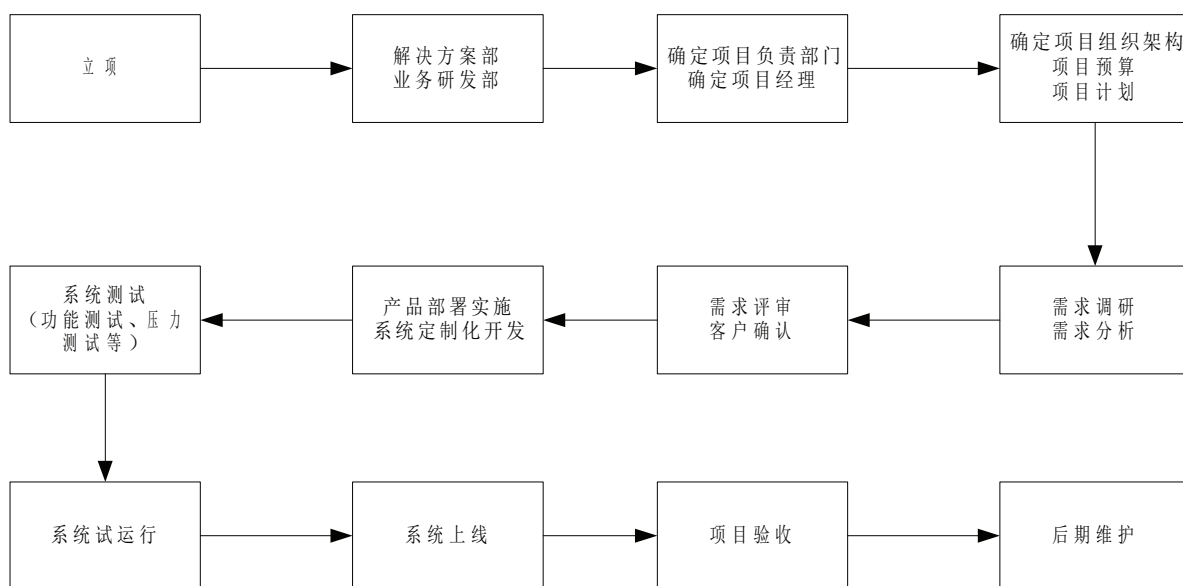 立项
解决方案部
业务研发部
确定项目负责部门
确定项目经理
确定项目组织架构
项目预算
项目计划
系统测试
（功能测试、压力
测试等）
产品部署实施
系统定制化开发
需求评审
客户确认
需求调研
需求分析
系统试运行
系统上线
项目验收
后期维护